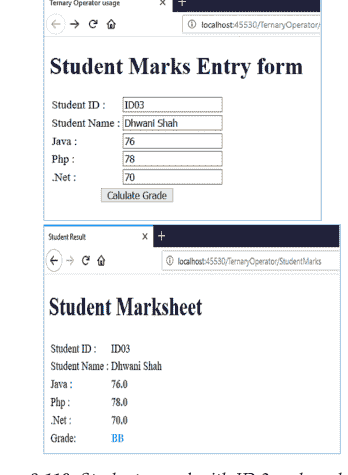 Ternary Operator usage
localhost:45530/TernaryOperator/
Student Marks Entry form
Student ID : ID03
Student Name : Dhwani Shah
Java : 76
Php : 78
.Net : 70
Calulate Grade
Student Result
localhost:45530/TernaryOperator/StudentMarks
Student Marksheet
Student ID : ID03
Student Name : Dhwani Shah
Java : 76.0
Php : 78.0
.Net : 70.0
Grade: BB